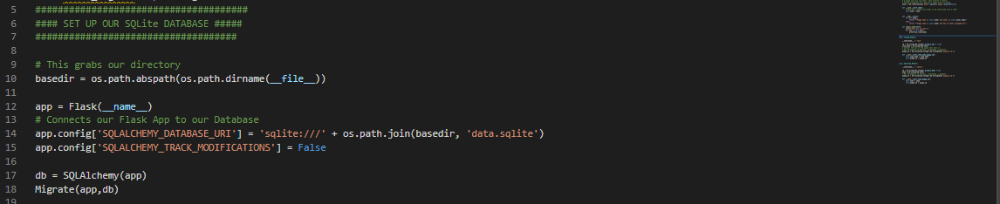 5 #####################################
6 #### SET UP OUR SQLite DATABASE #####
7 ###################################
8
9 # This grabs our directory
10 basedir = os.path.abspath(os.path.dirname(__file__))
11
12 app = Flask(__name__)
13 # Connects our Flask App to our Database
14 app.config['SQLALCHEMY_DATABASE_URI'] = 'sqlite:///' + os.path.join(basedir, 'data.sqlite')
15 app.config['SQLALCHEMY_TRACK_MODIFICATIONS'] = False
16
17 db = SQLAlchemy(app)
18 Migrate(app,db)
19